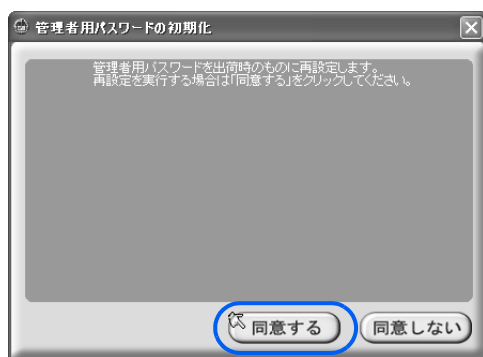 管理者用パスワードの初期化
管理者用パスワードを出荷時のものに再設定します。
再設定を実行する場合は「同意する」をクリックしてください。
同意する
同意しない